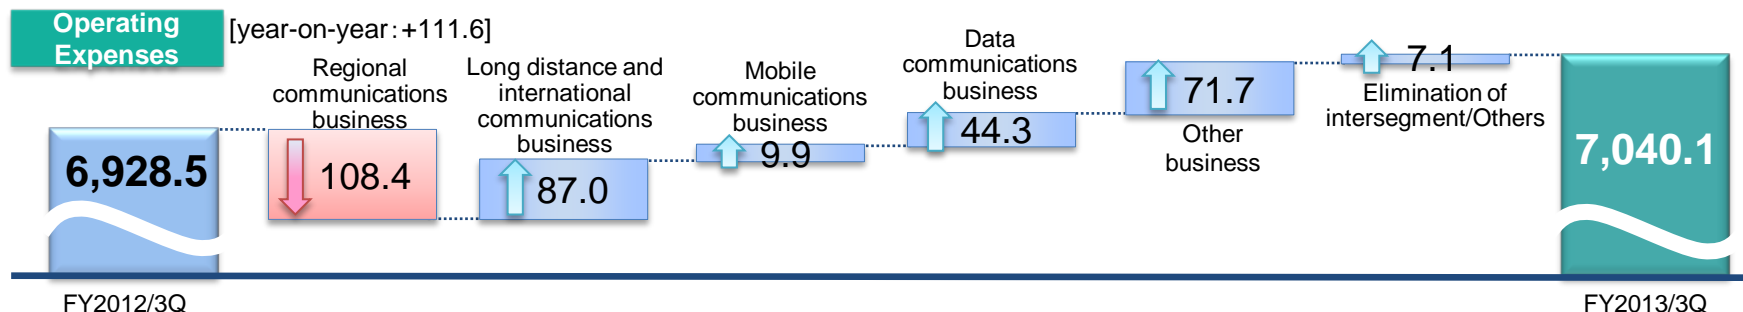 Operating
Expenses
[year-on-year:+111.6]
6,928.5
Regional
communications
business
108.4
Long distance and
international
communications
business
87.0
Mobile
communications
business
9.9
Data
communications
business
44.3
71.7
Other
business
7.1
Elimination of
intersegment/Others
7,040.1
FY2012/3Q
FY2013/3Q